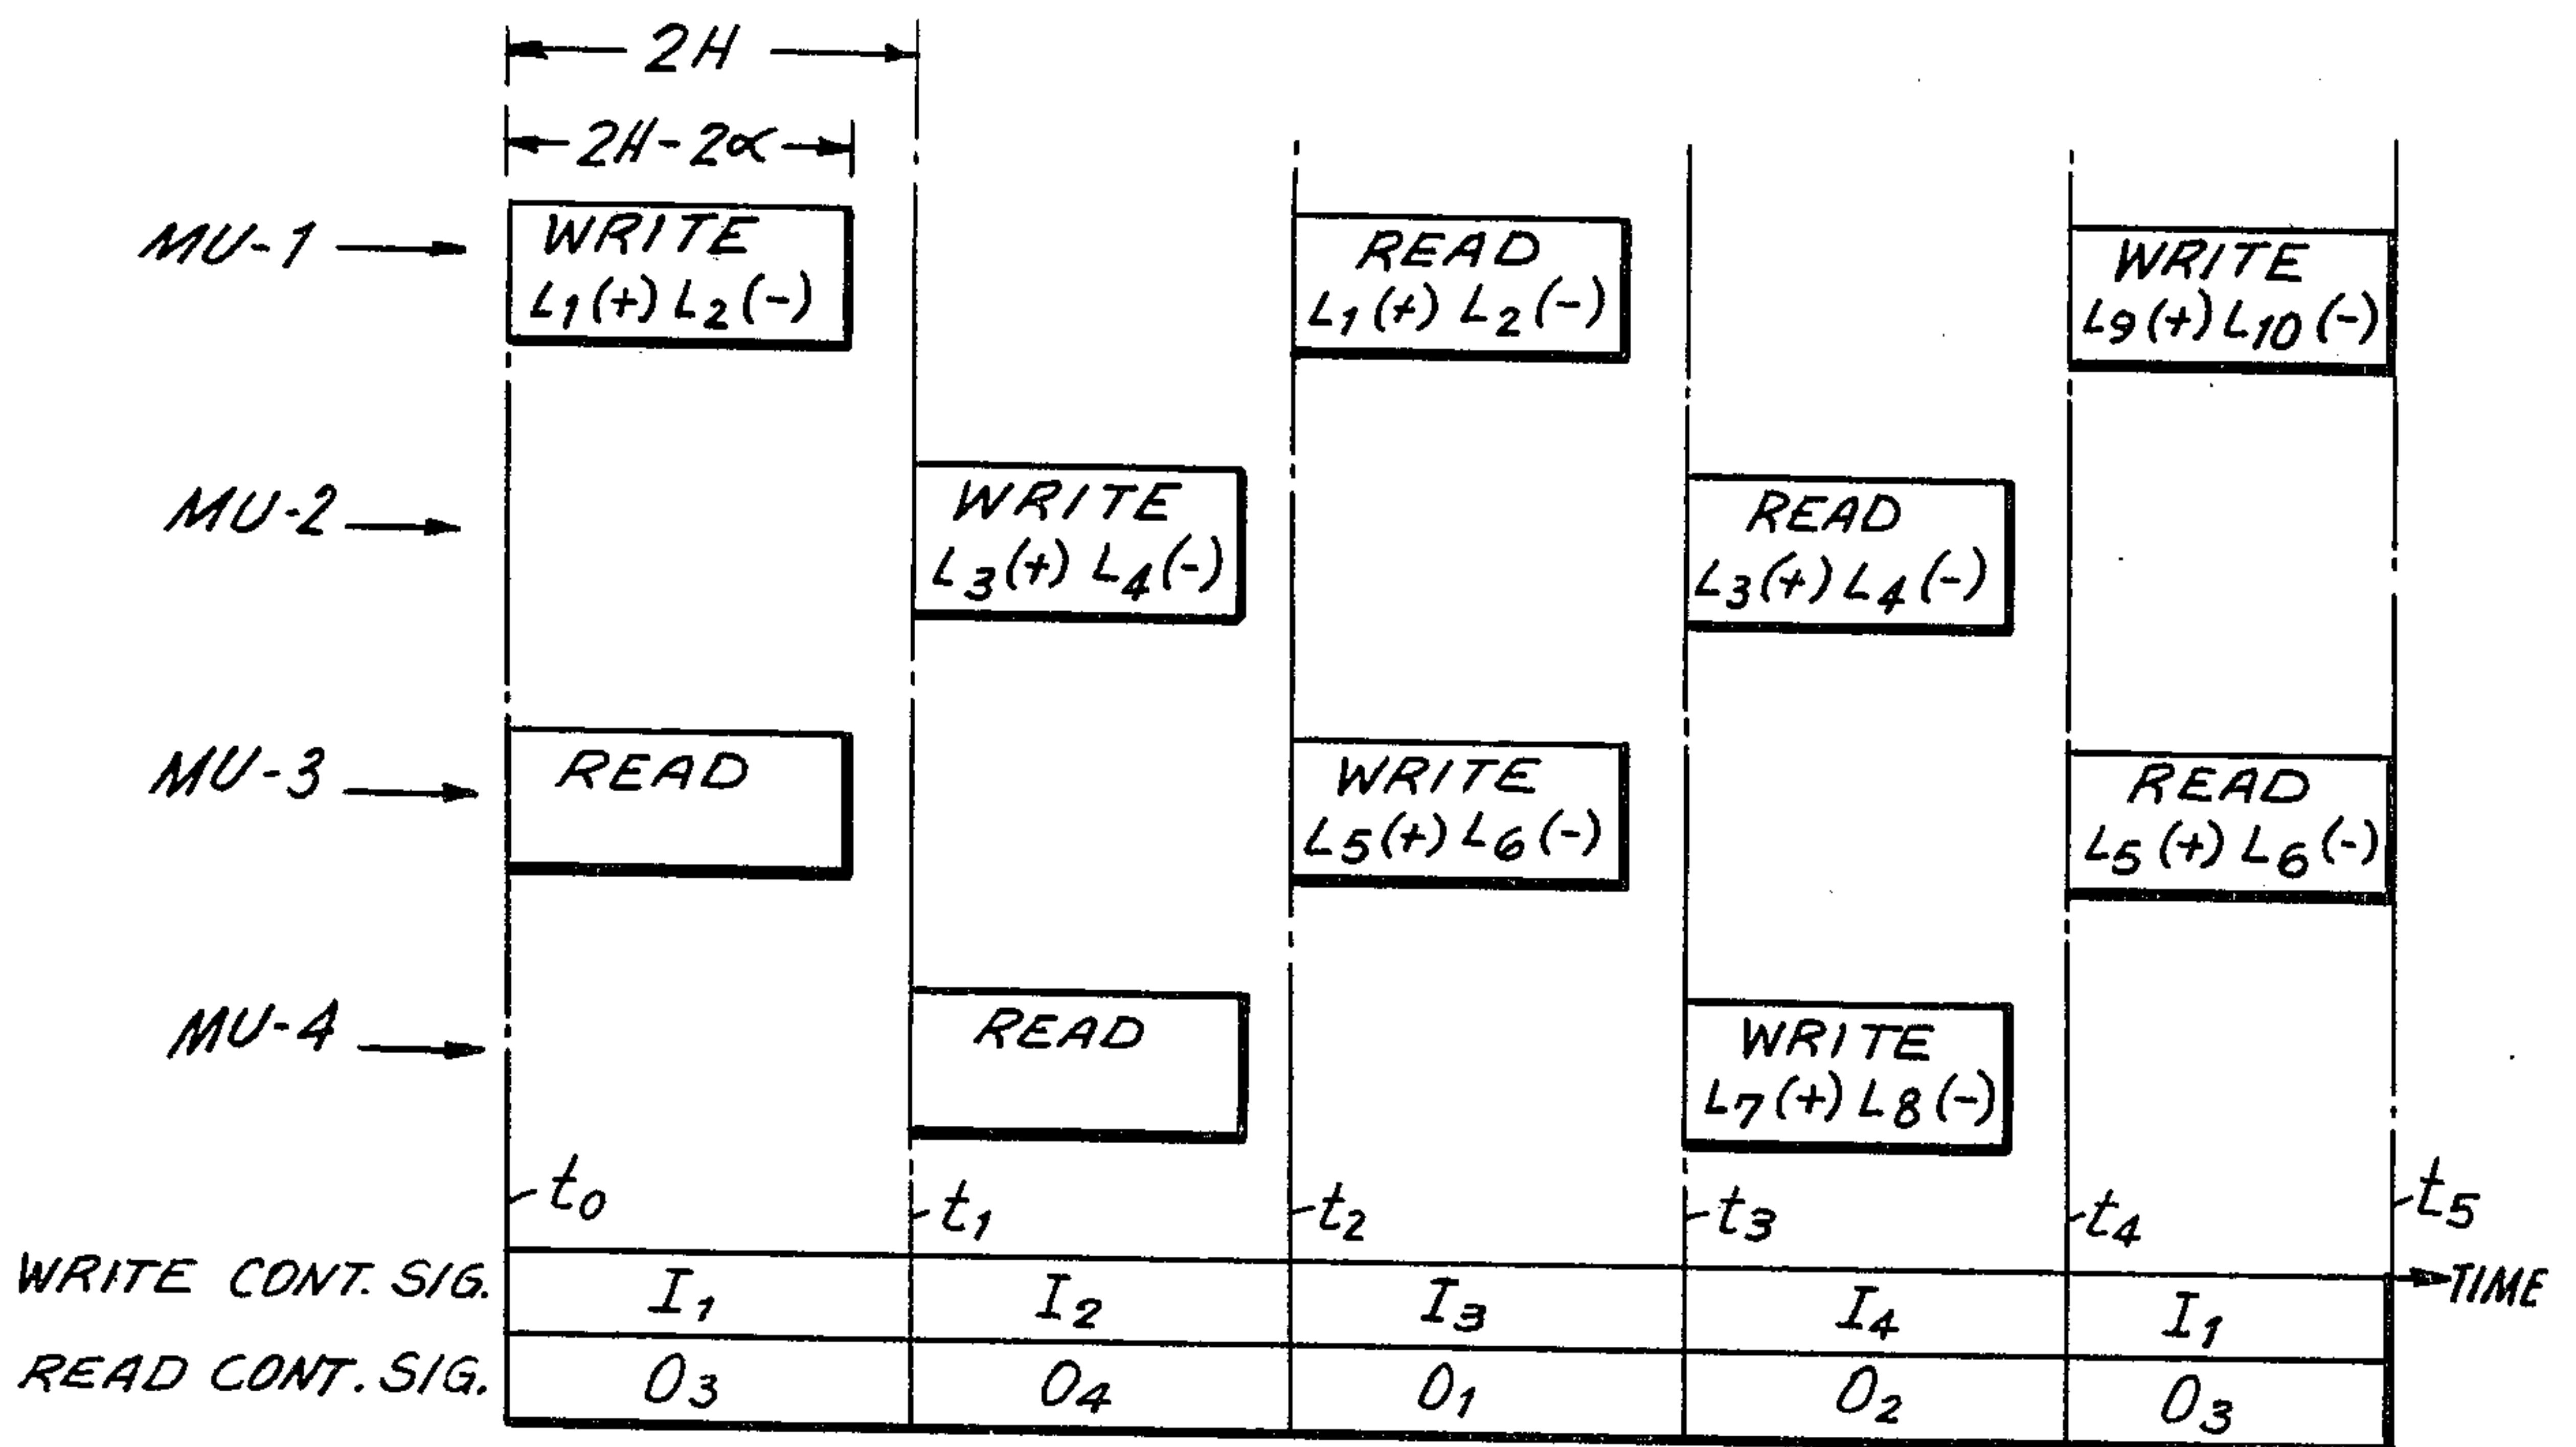 2H
2H-2∝
MU-1
WRITE
L1(+) L2(-)
READ
L1(+) L2(-)
WRITE
L9(+) L10(-)
MU-2
WRITE
L3(+) L4(-)
READ
L3(+) L4(-)
MU-3
READ
WRITE
L5(+) L6(-)
READ
L5(+) L6(-)
MU-4
READ
WRITE
L7(+) L8(-)
t0 t1 t2 t3 t4 t5
TIME
WRITE CONT. SIG. I1 I2 I3 I4 I1
READ CONT. SIG. O3 O4 O1 O2 O3